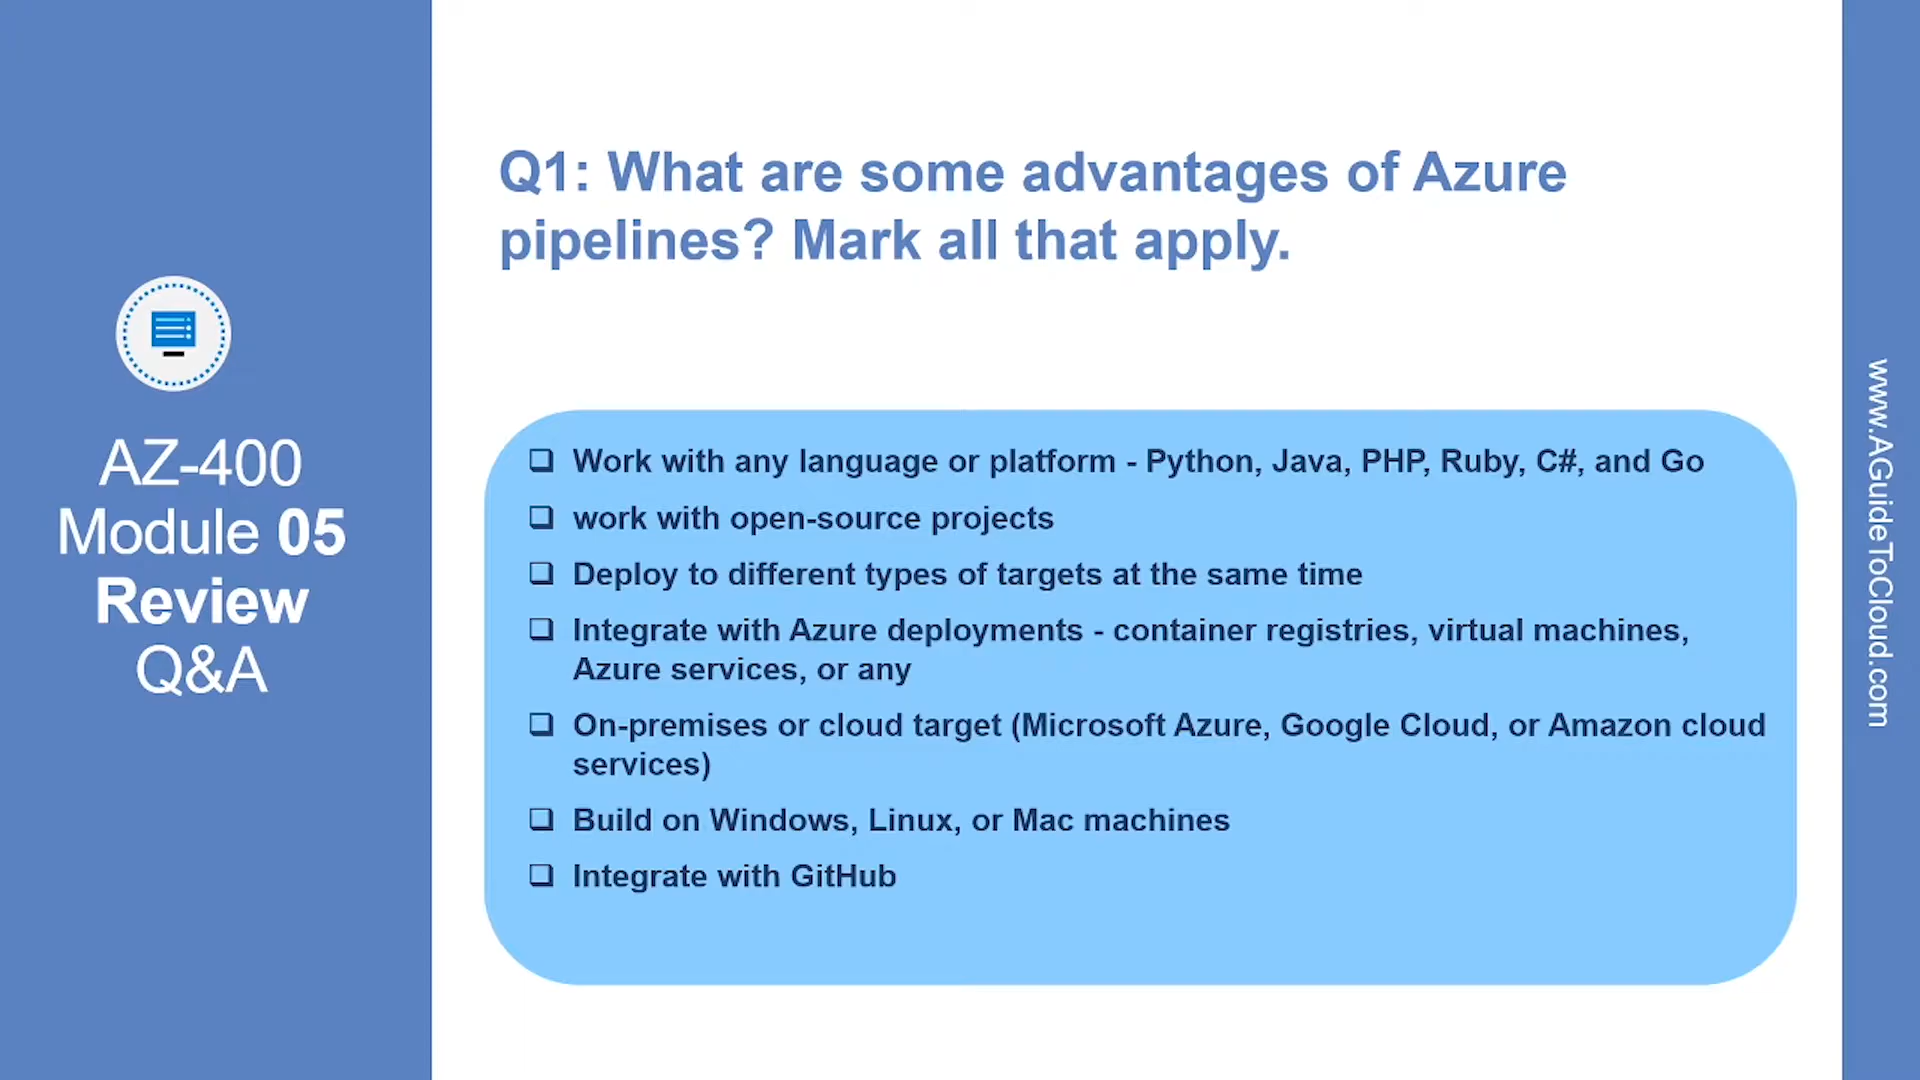 AZ-400
Module 05
Review
Q&A
Q1: What are some advantages of Azure
pipelines? Mark all that apply.
Work with any language or platform - Python, Java, PHP, Ruby, C#, and Go
work with open-source projects
Deploy to different types of targets at the same time
Integrate with Azure deployments - container registries, virtual machines,
Azure services, or any
On-premises or cloud target (Microsoft Azure, Google Cloud, or Amazon cloud
services)
Build on Windows, Linux, or Mac machines
Integrate with GitHub
www.AGuideToCloud.com